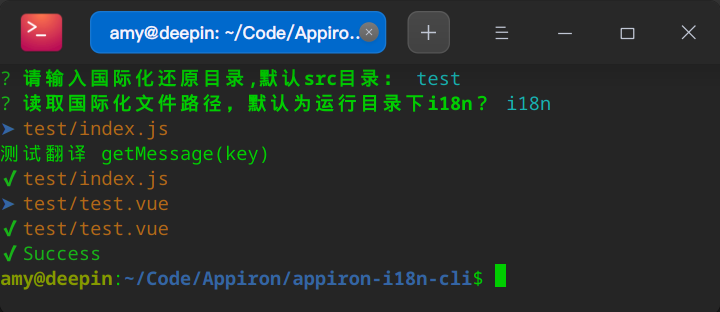 amy@deepin: ~/Code/Appiro...
? 请输入国际化还原目录,默认src目录: test
? 读取国际化文件路径，默认为运行目录下i18n？ i18n
➤ test/index.js
测试翻译 getMessage(key)
✔ test/index.js
➤ test/test.vue
✔ test/test.vue
✔ Success
amy@deepin:~/Code/Appiron/appiron-i18n-cli$